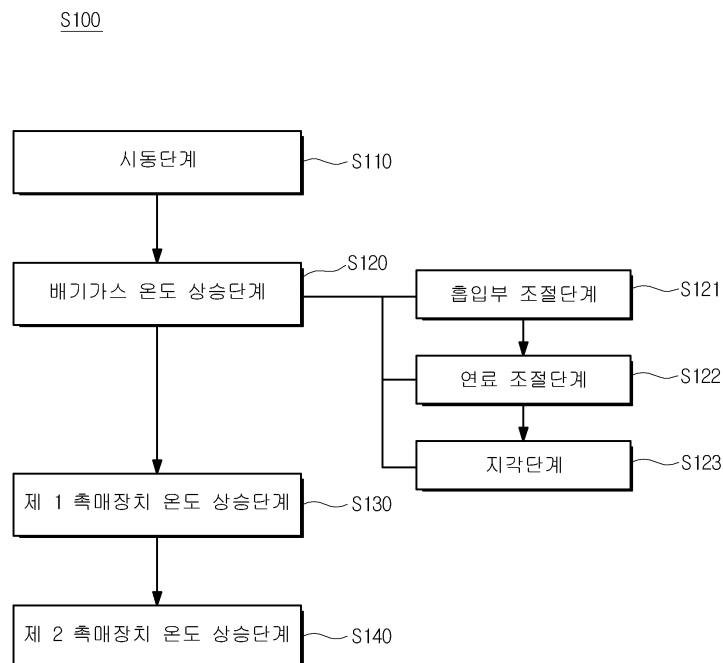 S100
시동단계
S110
배기가스 온도 상승단계
S120
흡입부 조절단계
S121
연료 조절단계
S122
지각단계
S123
제 1 촉매장치 온도 상승단계
S130
제 2 촉매장치 온도 상승단계
S140